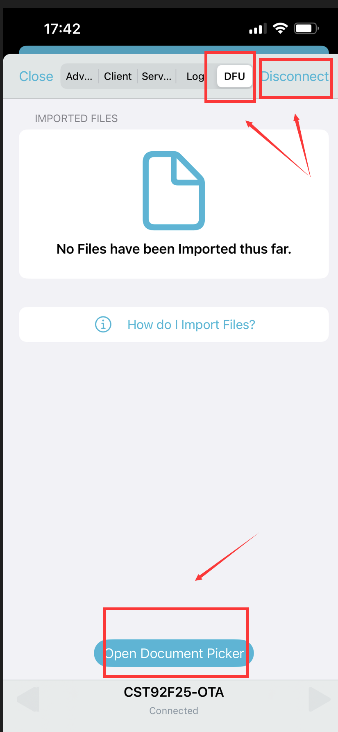 17:42
Close Adv... Client Serv... Log DFU Disconnect
IMPORTED FILES
No Files have been Imported thus far.
How do I Import Files?
Open Document Picker
CST92F25-OTA
Connected